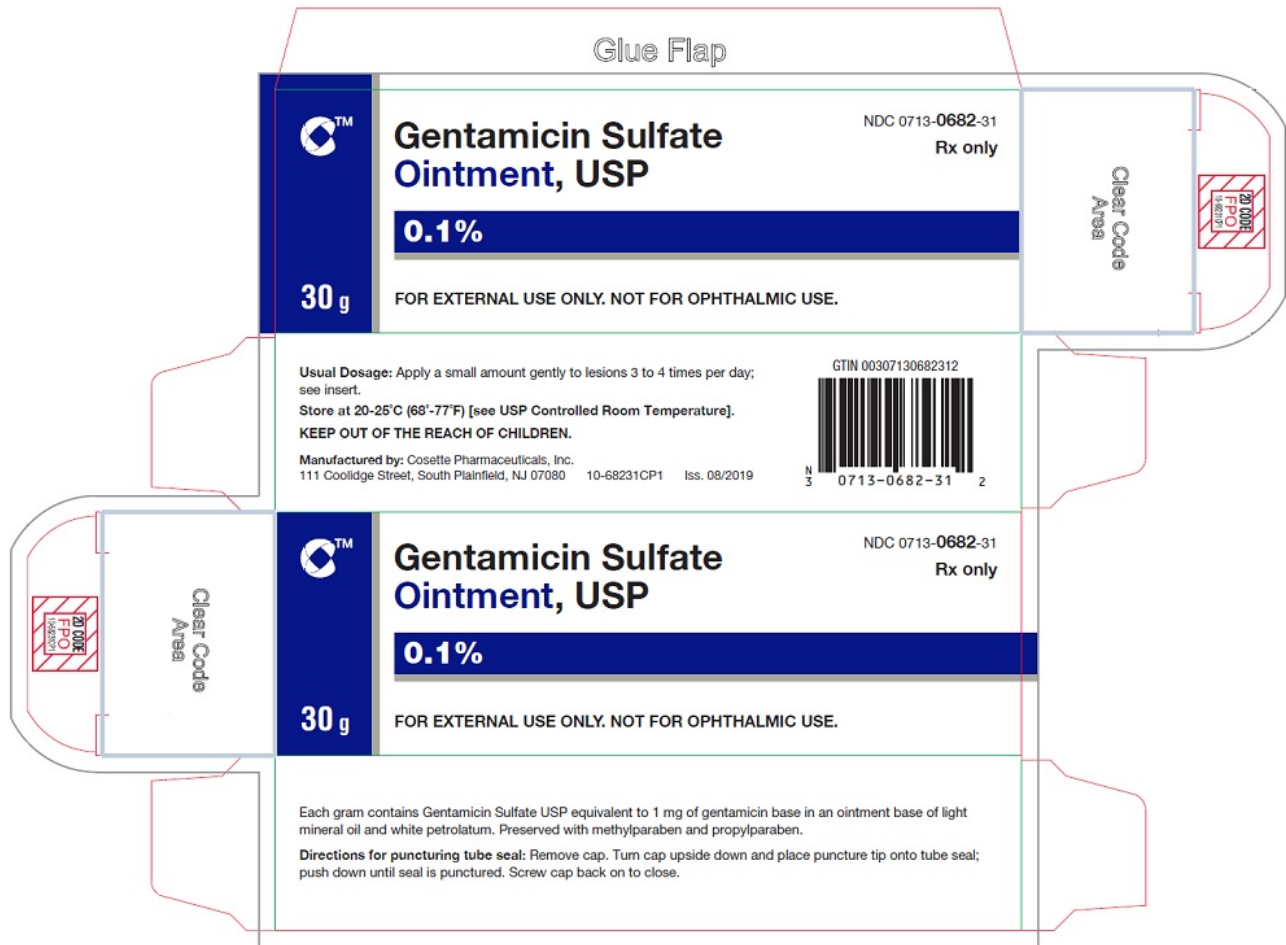 Glue Flap
TM
Gentamicin Sulfate
Ointment, USP
NDC 0713-0682-31
Rx only
0.1%
30 g
FOR EXTERNAL USE ONLY. NOT FOR OPHTHALMIC USE.
Clear Code
Area
2D CODE
FPO
10-68231CP1
Usual Dosage: Apply a small amount gently to lesions 3 to 4 times per day;
see insert.
Store at 20-25°C (68°-77°F) [see USP Controlled Room Temperature].
KEEP OUT OF THE REACH OF CHILDREN.
Manufactured by: Cosette Pharmaceuticals, Inc.
111 Coolidge Street, South Plainfield, NJ 07080 10-68231CP1 Iss. 08/2019
GTIN 00307130682312
N
3 0713-0682-31 2
Clear Code
Area
2D CODE
FPO
10-68231CP1
TM
Gentamicin Sulfate
Ointment, USP
NDC 0713-0682-31
Rx only
0.1%
30 g
FOR EXTERNAL USE ONLY. NOT FOR OPHTHALMIC USE.
Each gram contains Gentamicin Sulfate USP equivalent to 1 mg of gentamicin base in an ointment base of light
mineral oil and white petrolatum. Preserved with methylparaben and propylparaben.
Directions for puncturing tube seal: Remove cap. Turn cap upside down and place puncture tip onto tube seal;
push down until seal is punctured. Screw cap back on to close.